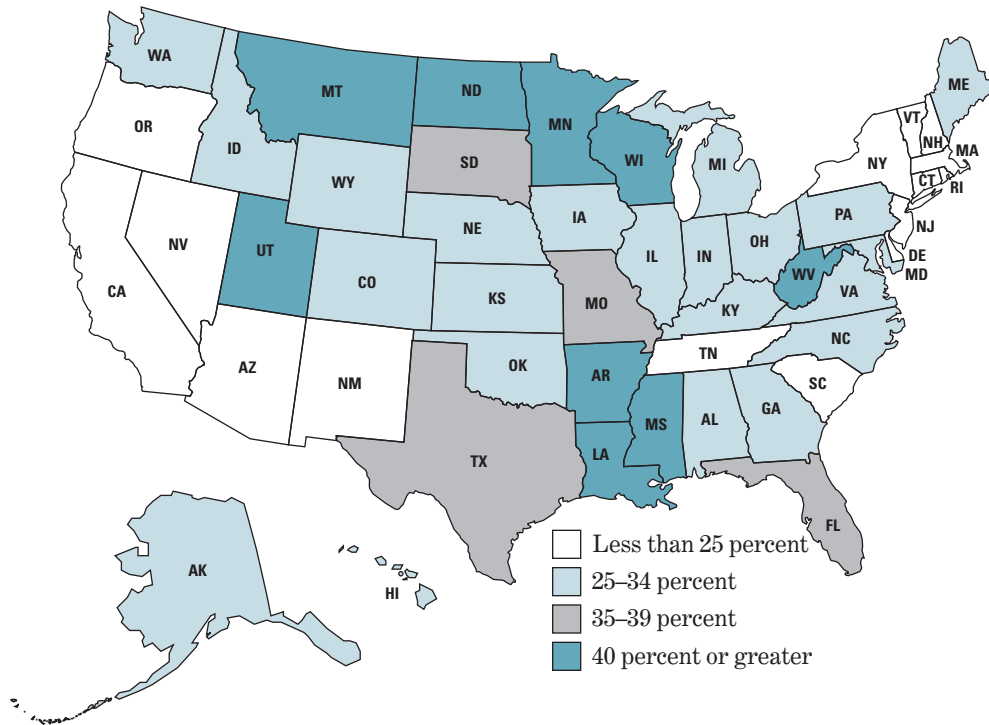 WA
MT
ND
MN
ME
OR
ID
SD
WI
MI
VT
NH
NY
MA
CT
RI
WY
IA
PA
NJ
NE
NV
UT
CO
IL
IN
OH
DE
MD
WV
VA
CA
KS
MO
KY
NC
AZ
NM
OK
AR
TN
SC
MS
AL
GA
TX
LA
FL
AK
HI
Less than 25 percent
25–34 percent
35–39 percent
40 percent or greater